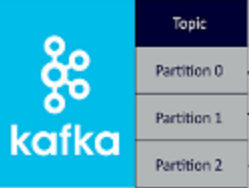 kafka
Topic
Partition 0
Partition 1
Partition 2